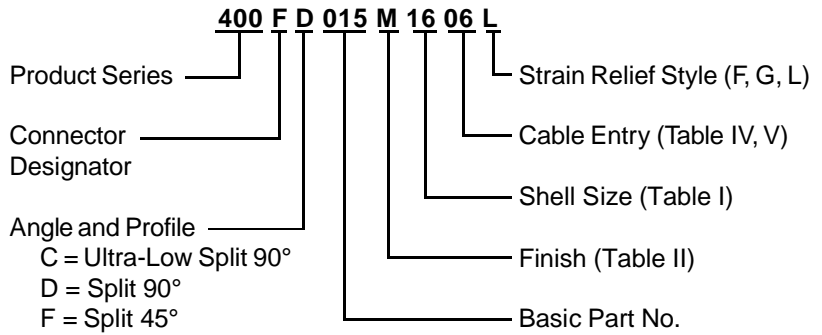 400 F D 015 M 16 06 L
Product Series
Connector
Designator
Angle and Profile
C = Ultra-Low Split 90°
D = Split 90°
F = Split 45°
Strain Relief Style (F, G, L)
Cable Entry (Table IV, V)
Shell Size (Table I)
Finish (Table II)
Basic Part No.